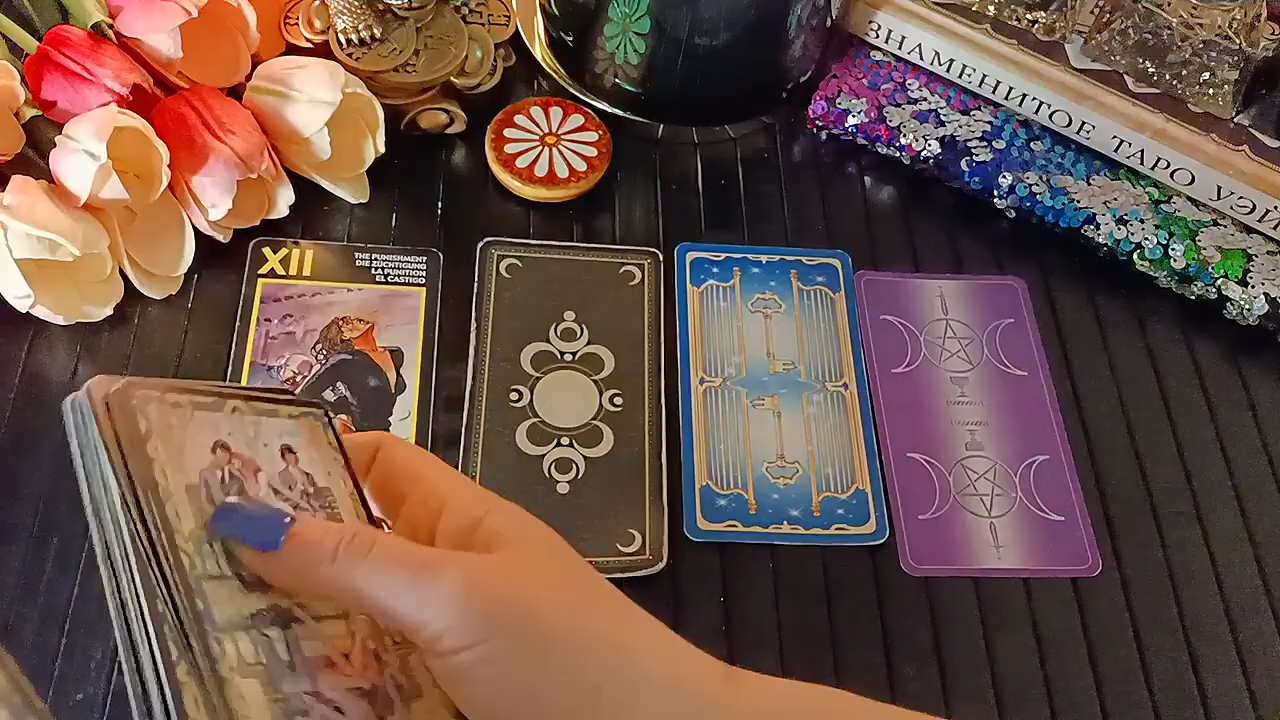 ЗНАМЕНИТОЕ ТАРО УЭЙ
XII
THE PUNISHMENT
DIE ZÜCHTIGUNG
LA PUNITION
EL CASTIGO